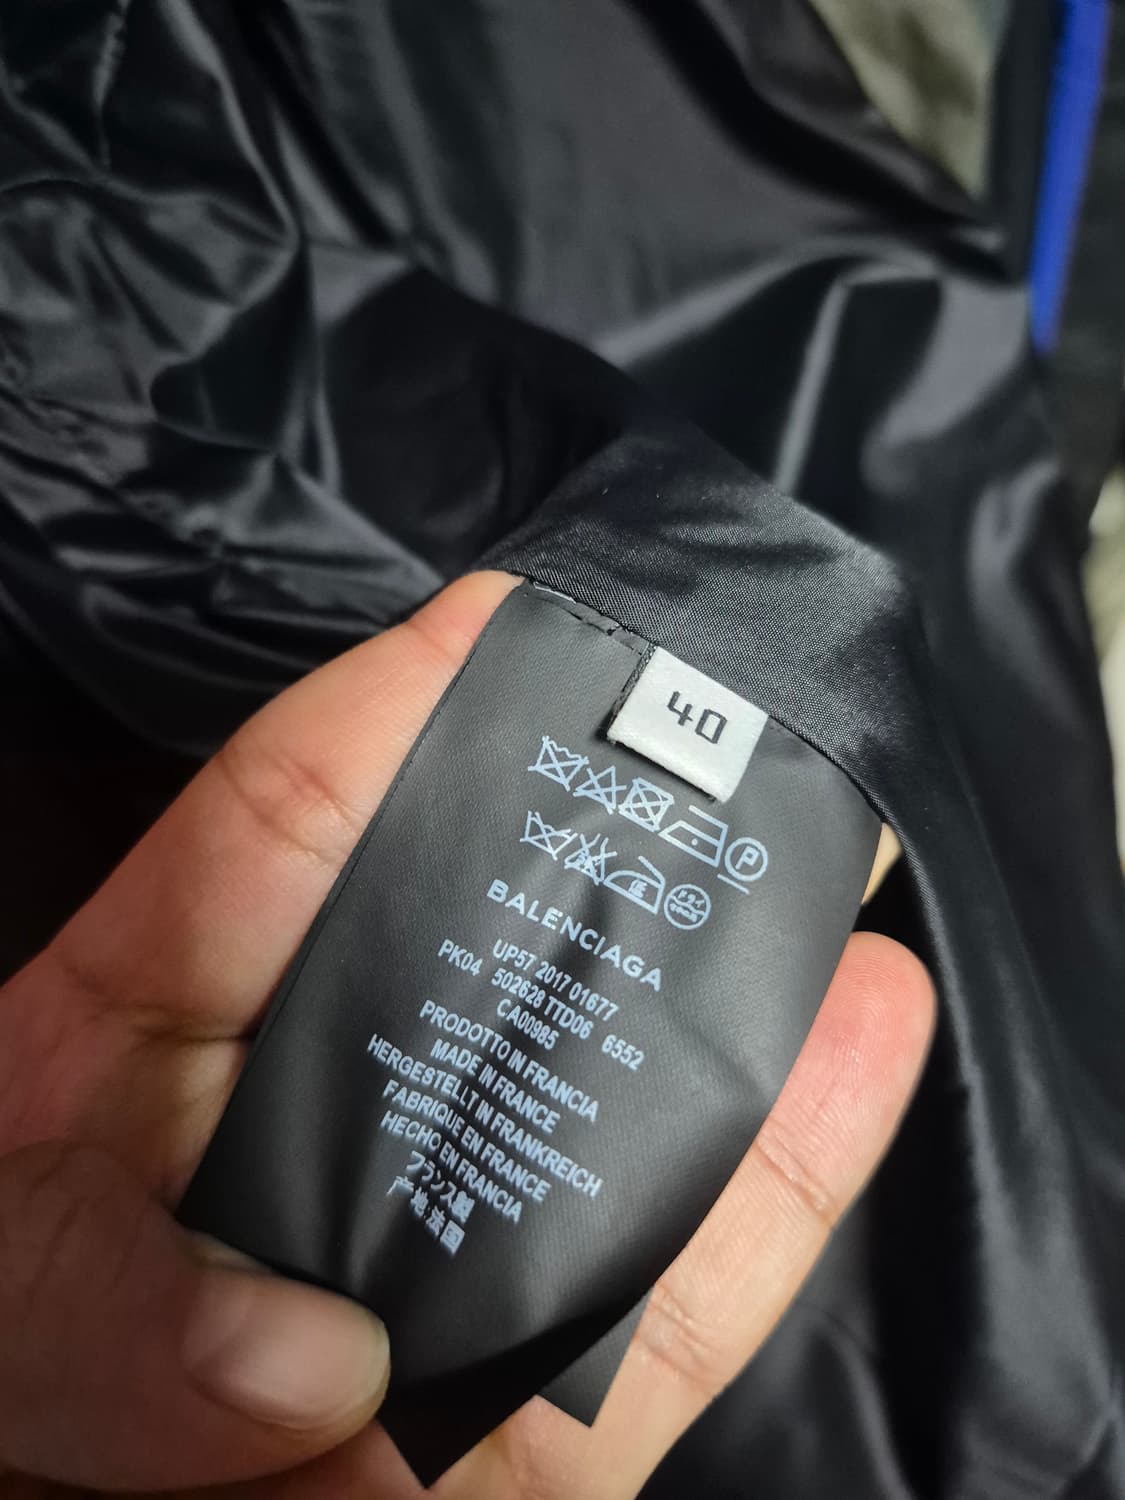 40
P
BALENCIAGA
UP57 2017 01677
PK04 502628 TTD06 6552
CA00985
PRODOTTO IN FRANCIA
MADE IN FRANCE
HERGESTELLT IN FRANKREICH
FABRIQUE EN FRANCE
HECHO EN FRANCIA
フランス製
产地:法国